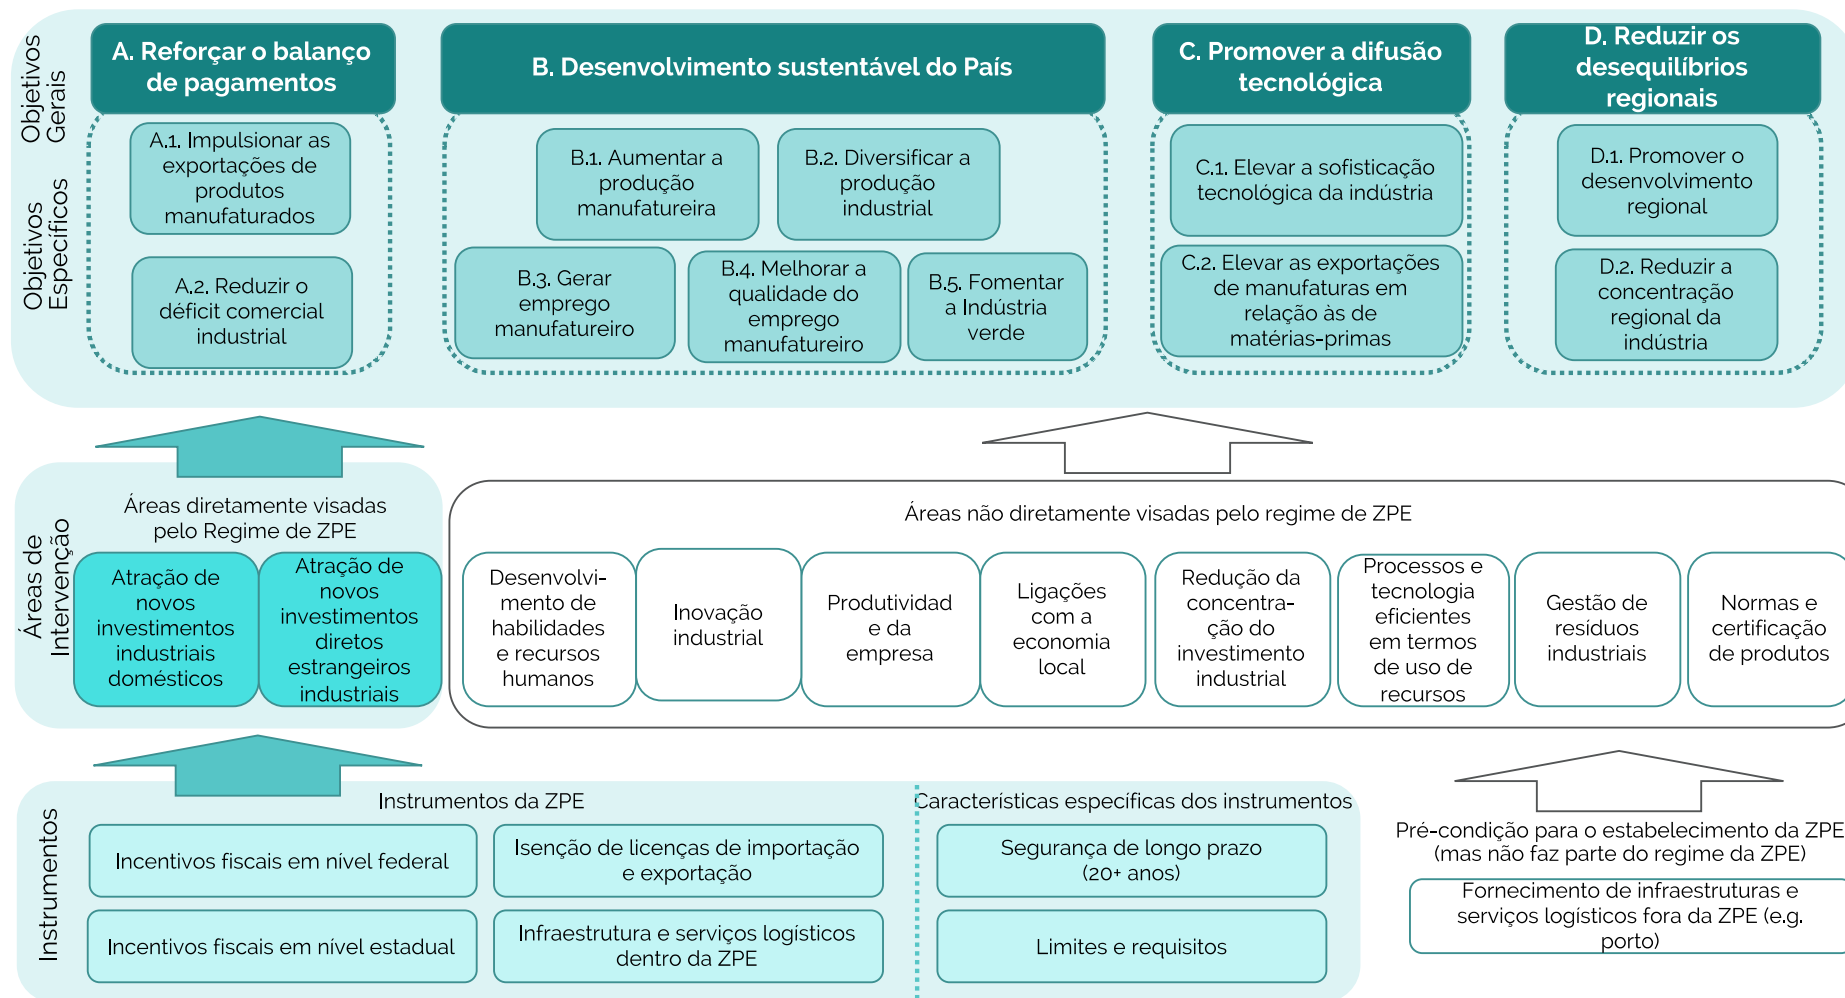 Objetivos
Gerais
A. Reforçar o balanço
de pagamentos
B. Desenvolvimento sustentável do País
C. Promover a difusão
tecnológica
D. Reduzir os
desequilíbrios
regionais
Objetivos
Específicos
A.1. Impulsionar as
exportações de
produtos
manufaturados
A.2. Reduzir o
déficit comercial
industrial
B.1. Aumentar a
produção
manufatureira
B.2. Diversificar a
produção
industrial
B.3. Gerar
emprego
manufatureiro
B.4. Melhorar a
qualidade do
emprego
manufatureiro
B.5. Fomentar
a Indústria
verde
C.1. Elevar a sofisticação
tecnológica da indústria
C.2. Elevar as exportações
de manufaturas em
relação às de
matérias-primas
D.1. Promover o
desenvolvimento
regional
D.2. Reduzir a
concentração
regional da
indústria
Áreas de
Intervenção
Áreas diretamente visadas
pelo Regime de ZPE
Atração de
novos
investimentos
industriais
domésticos
Atração de
novos
investimentos
diretos
estrangeiros
industriais
Áreas não diretamente visadas pelo regime de ZPE
Desenvolvi-
mento de
habilidades
e recursos
humanos
Inovação
industrial
Produtividad
e da
empresa
Ligações
com a
economia
local
Redução da
concentra-
ção do
investimento
industrial
Processos e
tecnologia
eficientes
em termos
de uso de
recursos
Gestão de
resíduos
industriais
Normas e
certificação
de produtos
Instrumentos
Instrumentos da ZPE
Incentivos fiscais em nível federal
Isenção de licenças de importação
e exportação
Incentivos fiscais em nível estadual
Infraestrutura e serviços logísticos
dentro da ZPE
Características específicas dos instrumentos
Segurança de longo prazo
(20+ anos)
Limites e requisitos
Pré-condição para o estabelecimento da ZPE
(mas não faz parte do regime da ZPE)
Fornecimento de infraestruturas e
serviços logísticos fora da ZPE (e.g.
porto)